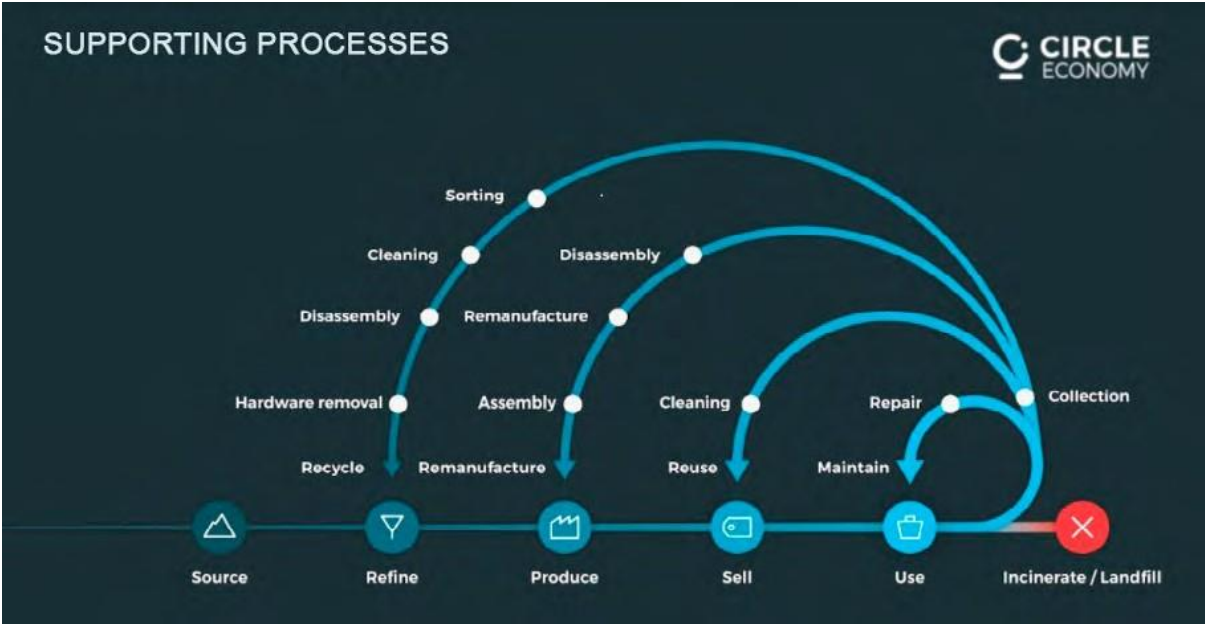 SUPPORTING PROCESSES
CIRCLE
ECONOMY
Sorting
Cleaning
Disassembly
Disassembly
Remanufacture
Hardware removal
Assembly
Cleaning
Repair
Collection
Recycle
Remanufacture
Reuse
Maintain
Source
Refine
Produce
Sell
Use
Incinerate / Landfill